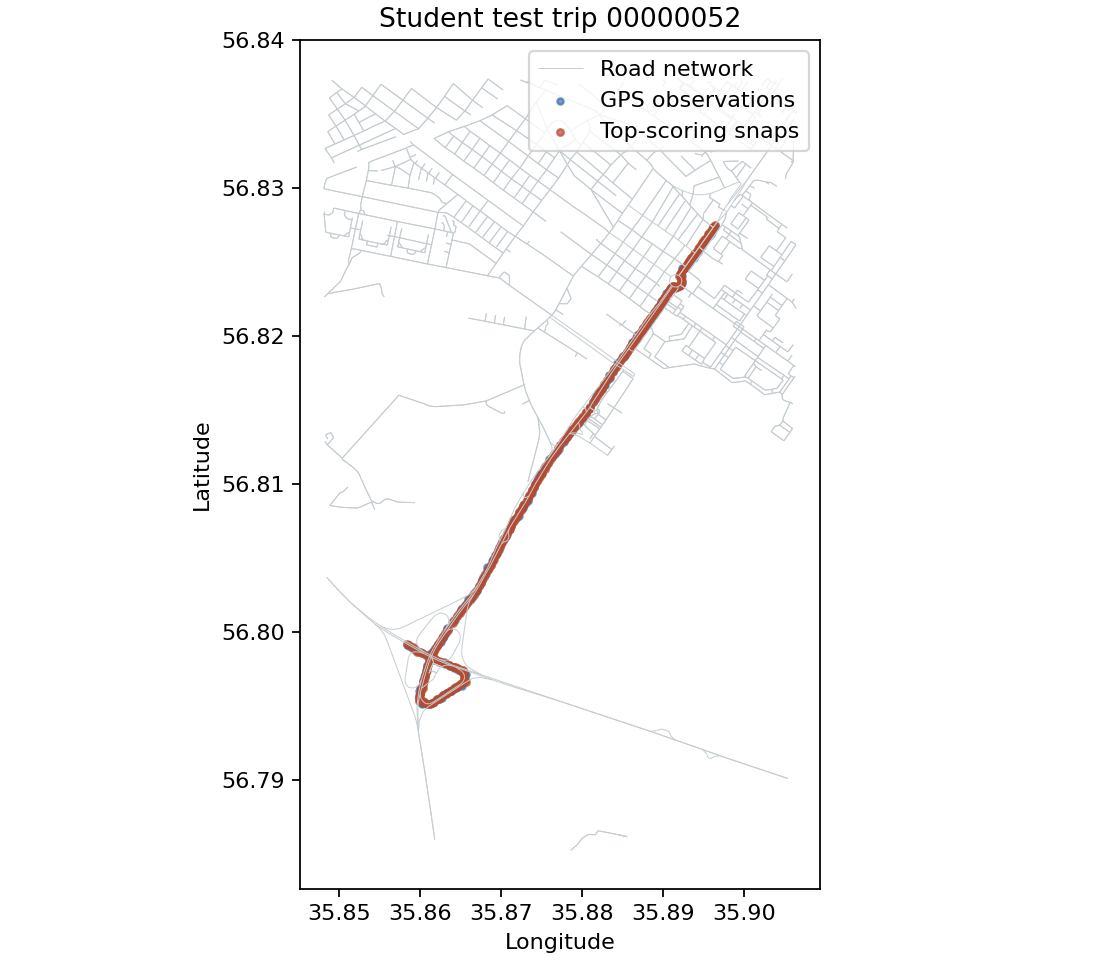 Student test trip 00000052
Road network
GPS observations
Top-scoring snaps
56.84
56.83
56.82
56.81
56.80
56.79
Latitude
35.85 35.86 35.87 35.88 35.89 35.90
Longitude